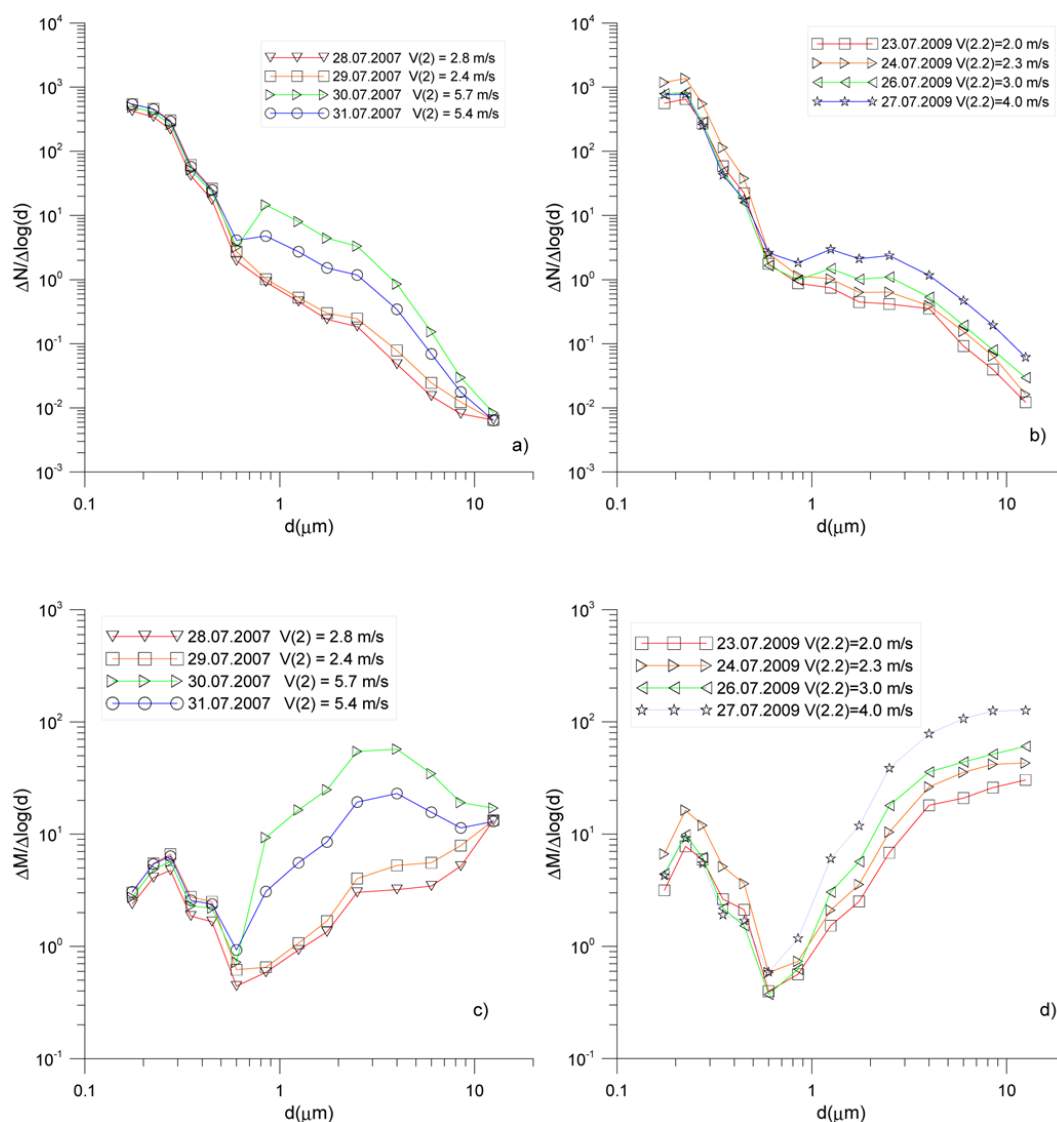 10⁴
10³
10²
10¹
10⁰
10⁻¹
10⁻²
10⁻³
ΔN/Δlog(d)
28.07.2007 V(2) = 2.8 m/s
29.07.2007 V(2) = 2.4 m/s
30.07.2007 V(2) = 5.7 m/s
31.07.2007 V(2) = 5.4 m/s
a)
0.1 1 10
d(μm)
10⁴
10³
10²
10¹
10⁰
10⁻¹
10⁻²
10⁻³
ΔN/Δlog(d)
23.07.2009 V(2.2)=2.0 m/s
24.07.2009 V(2.2)=2.3 m/s
26.07.2009 V(2.2)=3.0 m/s
27.07.2009 V(2.2)=4.0 m/s
b)
0.1 1 10
d(μm)
10³
10²
10¹
10⁰
10⁻¹
ΔM/Δlog(d)
28.07.2007 V(2) = 2.8 m/s
29.07.2007 V(2) = 2.4 m/s
30.07.2007 V(2) = 5.7 m/s
31.07.2007 V(2) = 5.4 m/s
c)
0.1 1 10
d(μm)
10³
10²
10¹
10⁰
10⁻¹
ΔM/Δlog(d)
23.07.2009 V(2.2)=2.0 m/s
24.07.2009 V(2.2)=2.3 m/s
26.07.2009 V(2.2)=3.0 m/s
27.07.2009 V(2.2)=4.0 m/s
d)
0.1 1 10
d(μm)